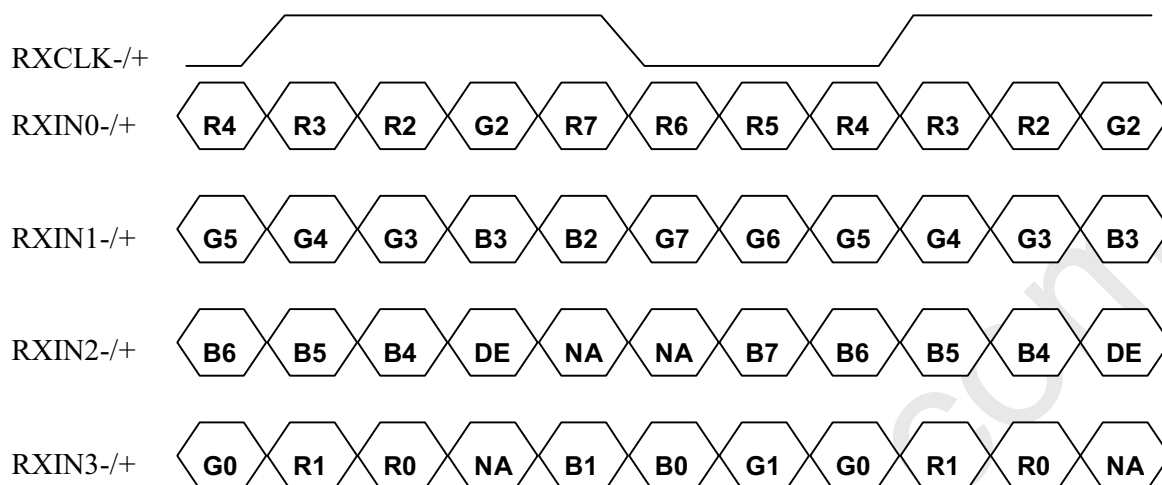 RXCLK-/+
RXIN0-/+ R4 R3 R2 G2 R7 R6 R5 R4 R3 R2 G2
RXIN1-/+ G5 G4 G3 B3 B2 G7 G6 G5 G4 G3 B3
RXIN2-/+ B6 B5 B4 DE NA NA B7 B6 B5 B4 DE
RXIN3-/+ G0 R1 R0 NA B1 B0 G1 G0 R1 R0 NA